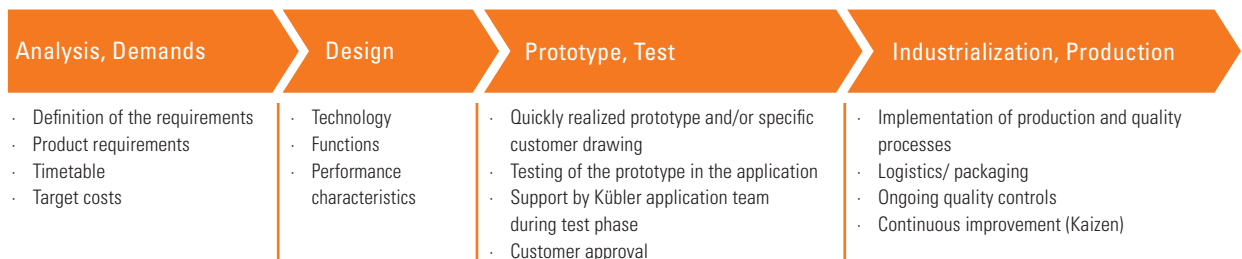 Analysis, Demands
· Definition of the requirements
· Product requirements
· Timetable
· Target costs
Design
· Technology
· Functions
· Performance
characteristics
Prototype, Test
· Quickly realized prototype and/or specific
customer drawing
· Testing of the prototype in the application
· Support by Kübler application team
during test phase
· Customer approval
Industrialization, Production
· Implementation of production and quality
processes
· Logistics/ packaging
· Ongoing quality controls
· Continuous improvement (Kaizen)